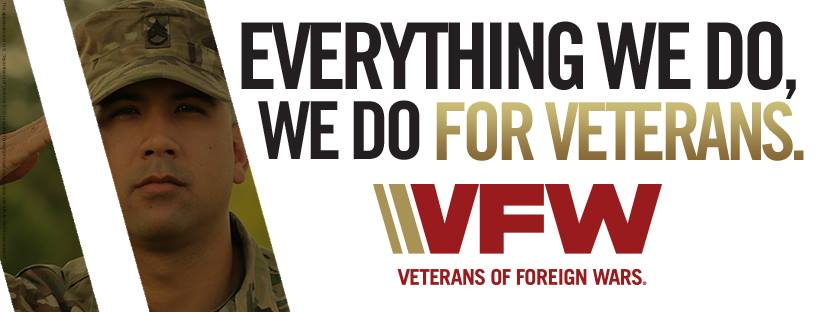 EVERYTHING WE DO,
WE DO FOR VETERANS.
VFW
VETERANS OF FOREIGN WARS.